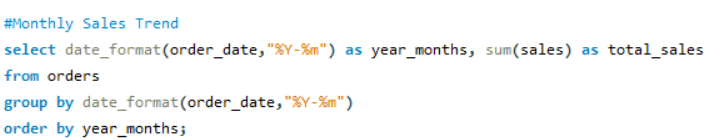 #Monthly Sales Trend
select date_format(order_date,"%Y-%m") as year_months, sum(sales) as total_sales
from orders
group by date_format(order_date,"%Y-%m")
order by year_months;